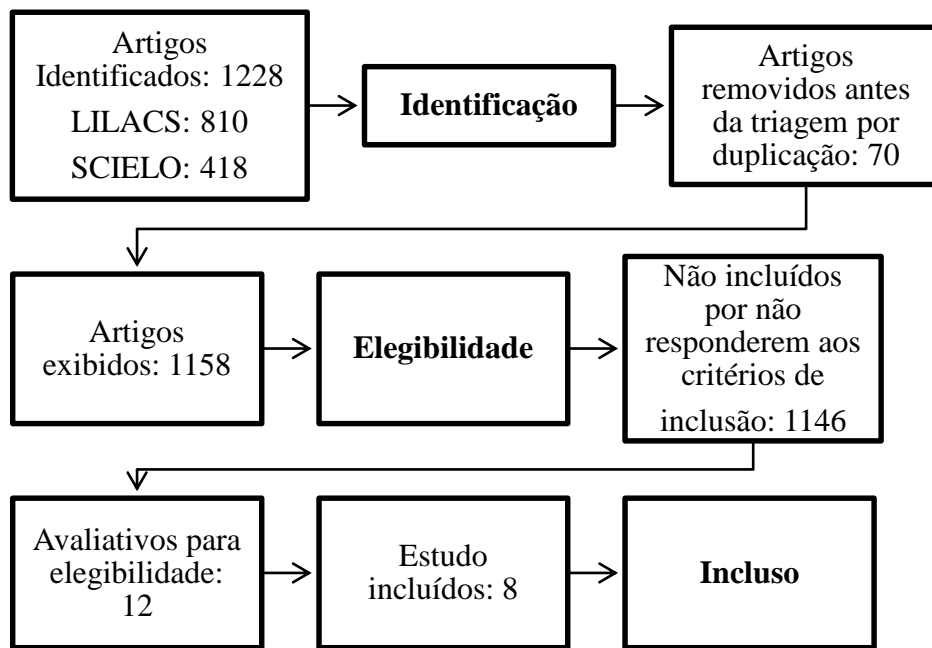 Artigos
Identificados: 1228
LILACS: 810
SCIELO: 418
Identificação
Artigos
removidos antes
da triagem por
duplicação: 70
Artigos
exibidos: 1158
Elegibilidade
Não incluídos
por não
responderem aos
critérios de
inclusão: 1146
Avaliativos para
elegibilidade:
12
Estudo
incluídos: 8
Incluso